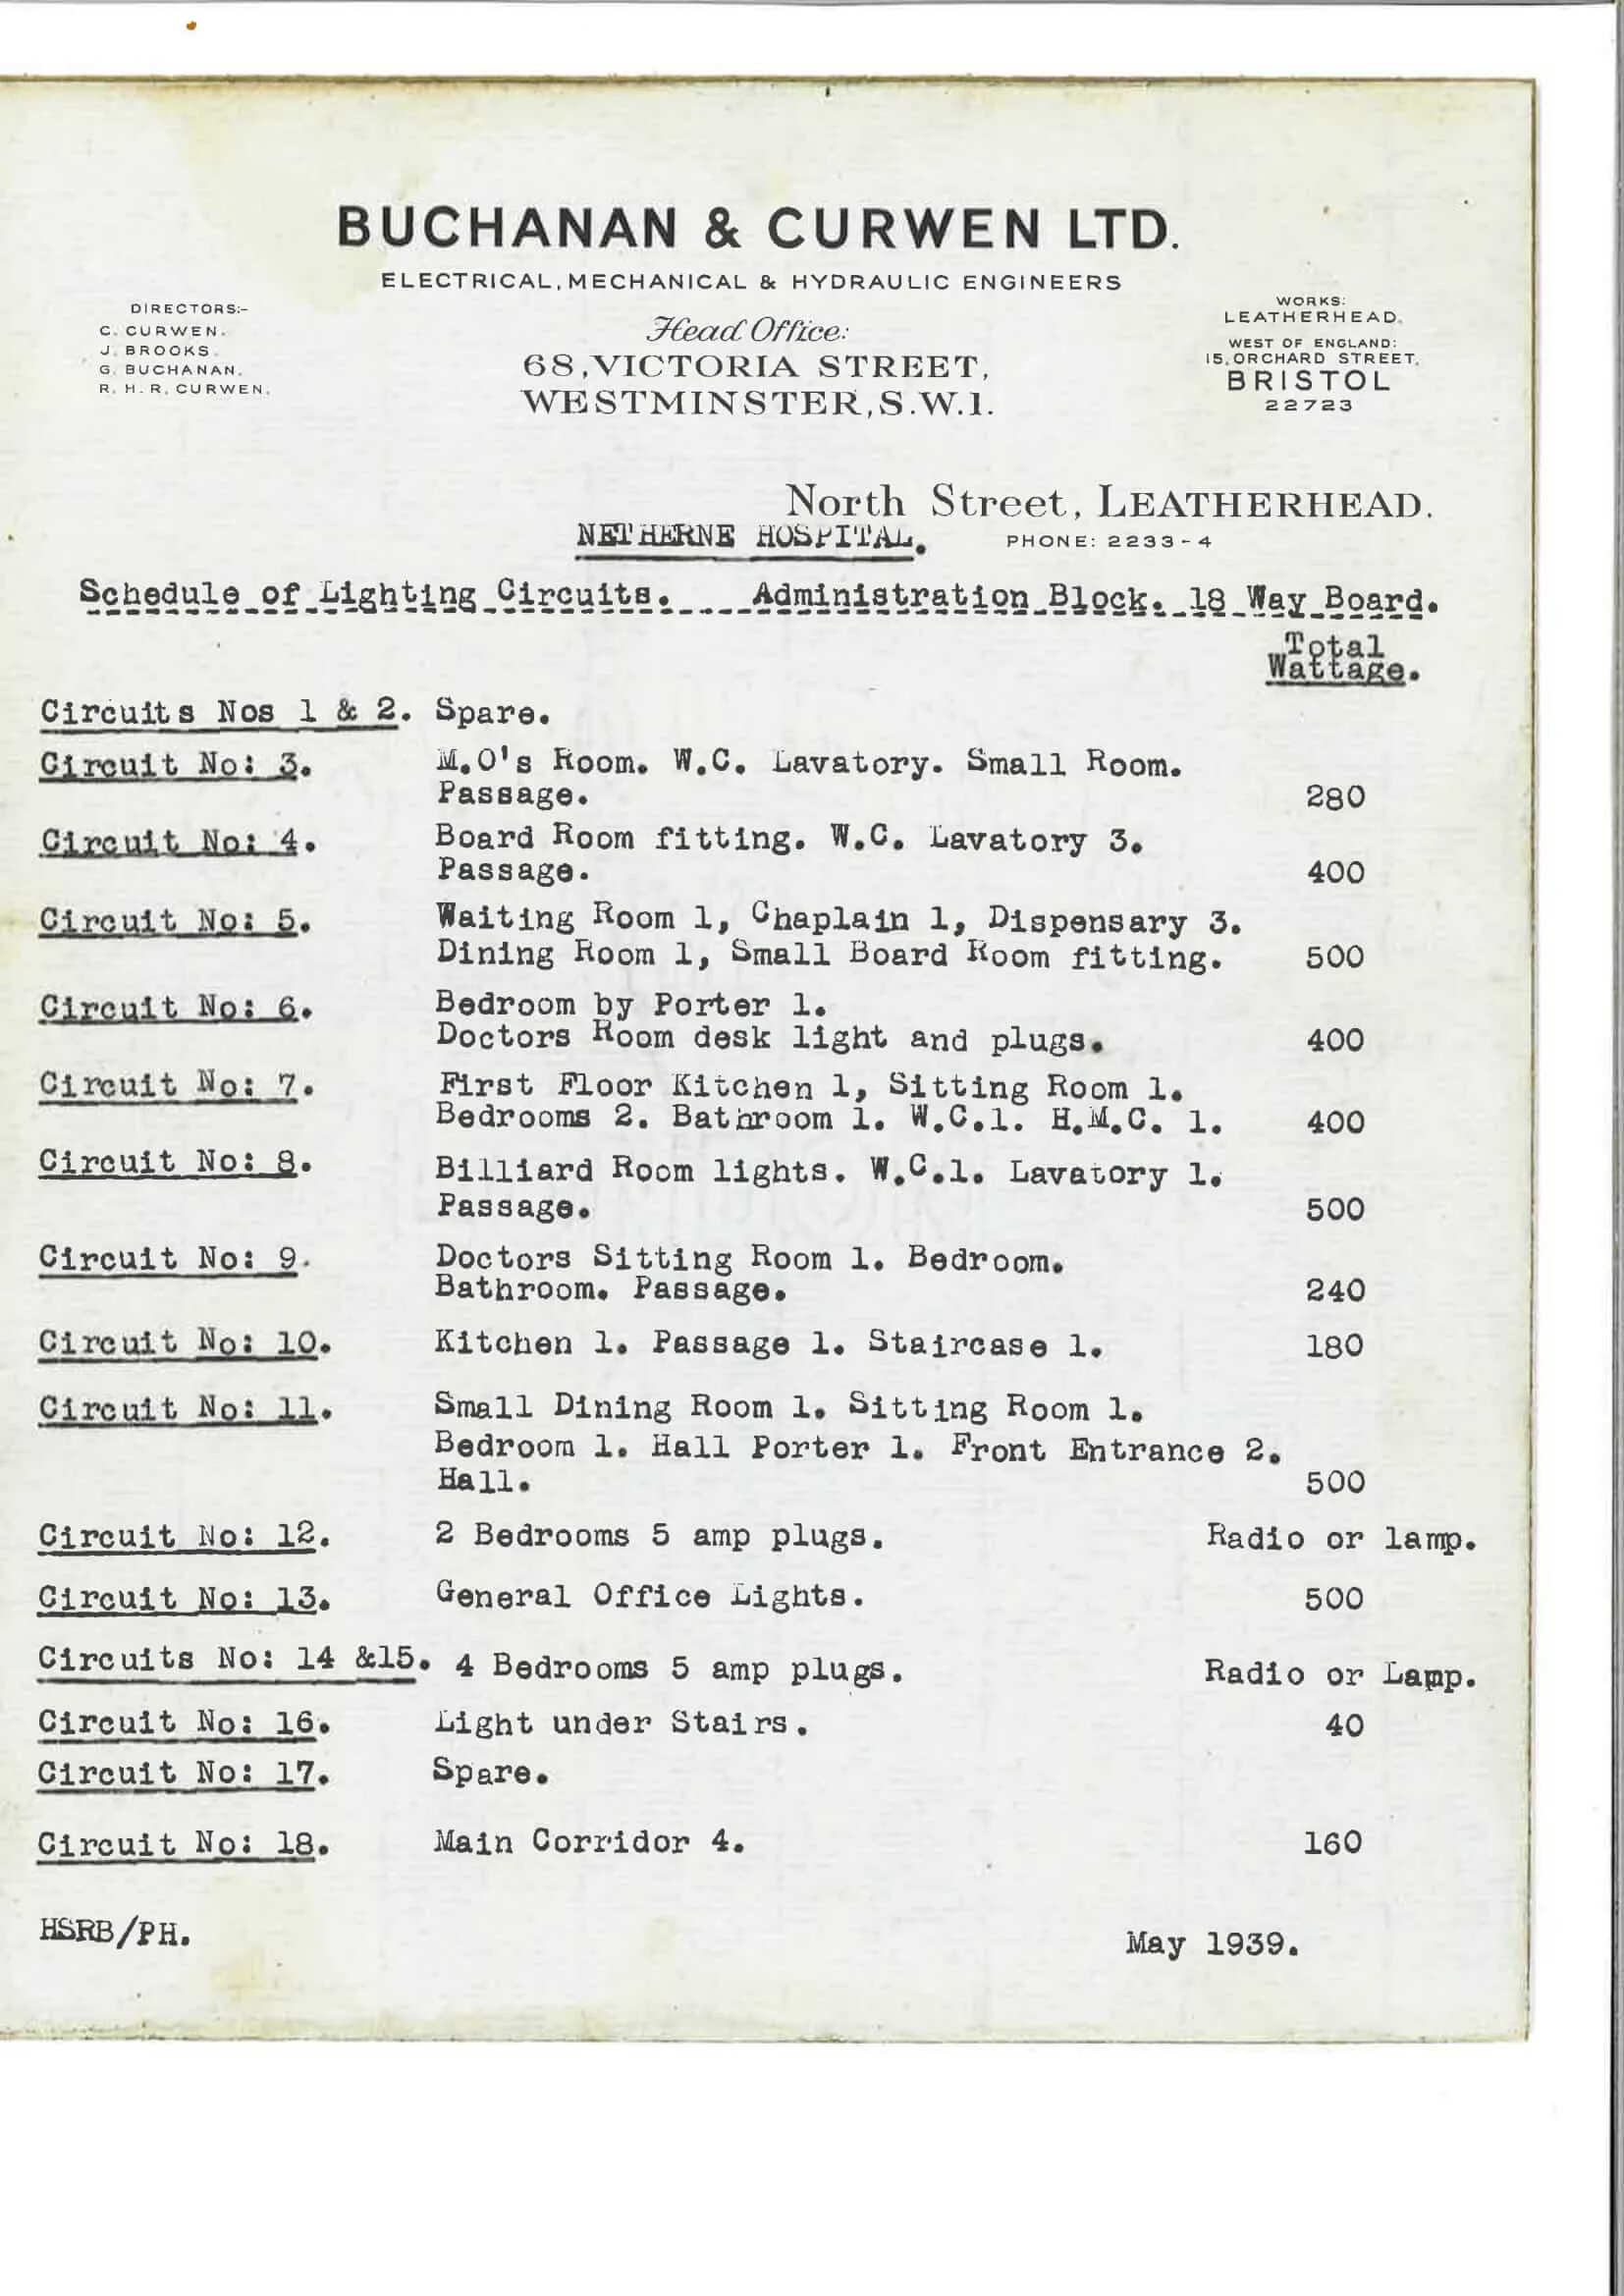 BUCHANAN & CURWEN LTD.
ELECTRICAL, MECHANICAL & HYDRAULIC ENGINEERS
DIRECTORS:-
C. CURWEN.
J. BROOKS.
G. BUCHANAN.
R. H. R. CURWEN.
Head Office:
68, VICTORIA STREET,
WESTMINSTER, S.W.1.
WORKS:
LEATHERHEAD.
WEST OF ENGLAND:
15, ORCHARD STREET,
BRISTOL
22723
North Street, LEATHERHEAD.
NETHERNE HOSPITAL. PHONE: 2233-4
Schedule of Lighting Circuits. Administration Block. 18 Way Board.
Total
Wattage.
Circuits Nos 1 & 2. Spare.
Circuit No: 3. M.O's Room. W.C. Lavatory. Small Room.
Passage. 280
Circuit No: 4. Board Room fitting. W.C. Lavatory 3.
Passage. 400
Circuit No: 5. Waiting Room 1, Chaplain 1, Dispensary 3.
Dining Room 1, Small Board Room fitting. 500
Circuit No: 6. Bedroom by Porter 1.
Doctors Room desk light and plugs. 400
Circuit No: 7. First Floor Kitchen 1, Sitting Room 1.
Bedrooms 2. Bathroom 1. W.C.1. H.M.C. 1. 400
Circuit No: 8. Billiard Room lights. W.C.1. Lavatory 1.
Passage. 500
Circuit No: 9. Doctors Sitting Room 1. Bedroom.
Bathroom. Passage. 240
Circuit No: 10. Kitchen 1. Passage 1. Staircase 1. 180
Circuit No: 11. Small Dining Room 1. Sitting Room 1.
Bedroom 1. Hall Porter 1. Front Entrance 2.
Hall. 500
Circuit No: 12. 2 Bedrooms 5 amp plugs. Radio or lamp.
Circuit No: 13. General Office Lights. 500
Circuits No: 14 &15. 4 Bedrooms 5 amp plugs. Radio or Lamp.
Circuit No: 16. Light under Stairs. 40
Circuit No: 17. Spare.
Circuit No: 18. Main Corridor 4. 160
HSRB/PH. May 1939.